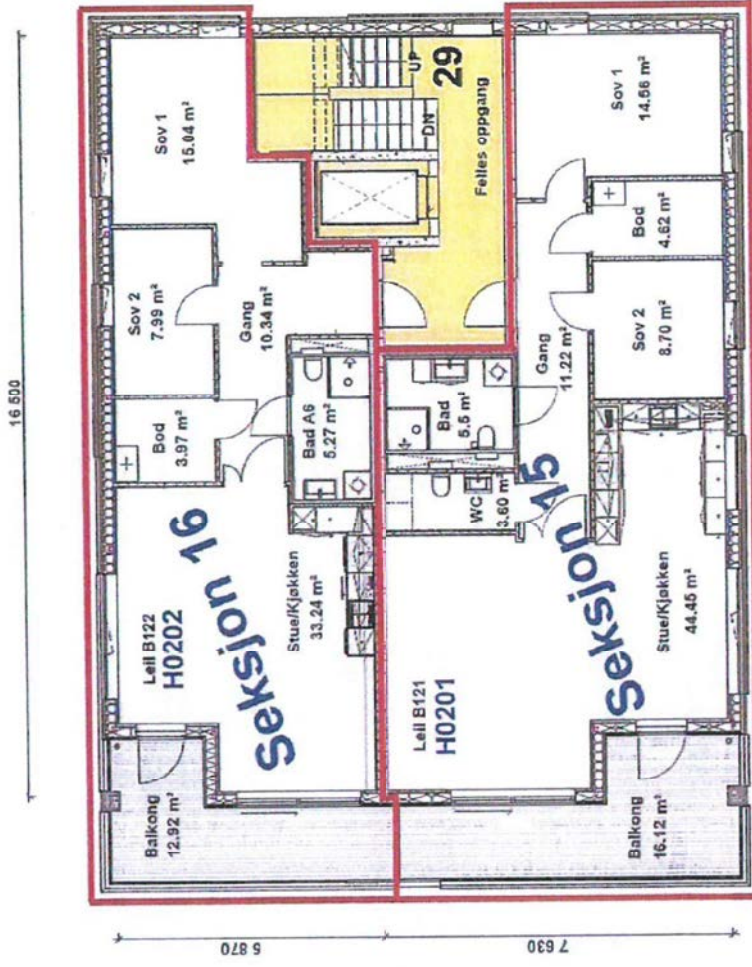 16 500
5 870
7 630
Sov 1
15.04 m²
Sov 2
7.99 m²
Bod
3.97 m²
Gang
10.34 m²
Bad A6
5.27 m²
Leil B122
H0202
Seksjon 16
Stue/Kjøkken
33.24 m²
Balkong
12.92 m²
UP
DN
29
Felles oppgang
Sov 1
14.56 m²
Bod
4.62 m²
Sov 2
8.70 m²
Gang
11.22 m²
Bad
5.5 m²
WC
3.60 m²
Leil B121
H0201
Seksjon 15
Stue/Kjøkken
44.45 m²
Balkong
16.12 m²